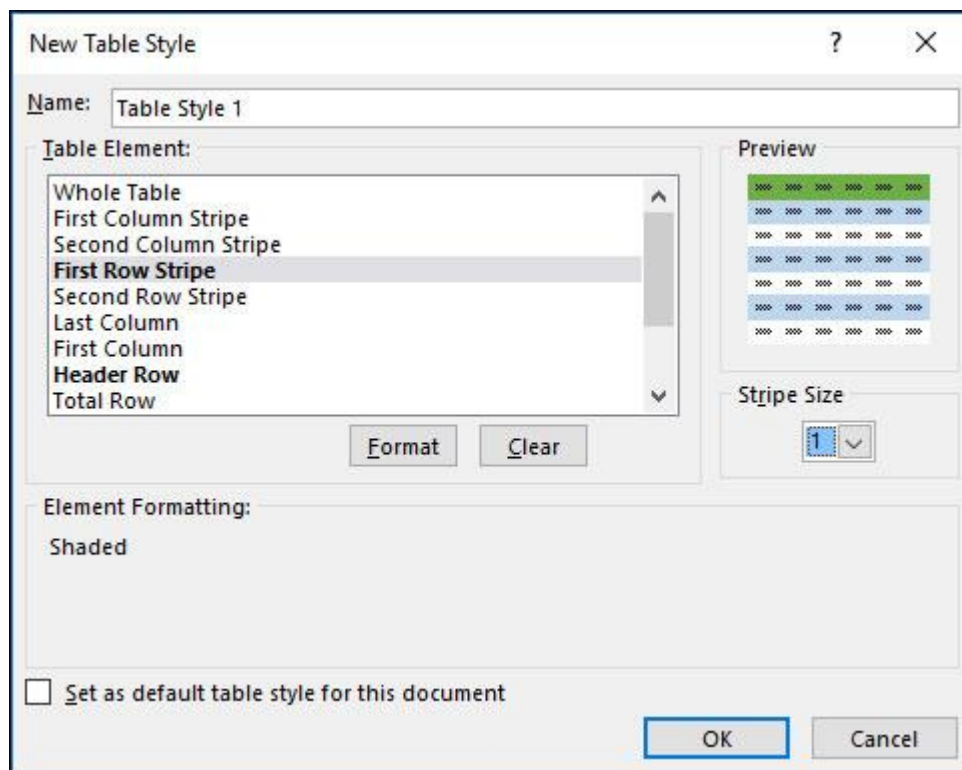 New Table Style
Name: Table Style 1
Table Element:
Whole Table
First Column Stripe
Second Column Stripe
First Row Stripe
Second Row Stripe
Last Column
First Column
Header Row
Total Row
Format Clear
Preview
Stripe Size
1
Element Formatting:
Shaded
Set as default table style for this document
OK Cancel